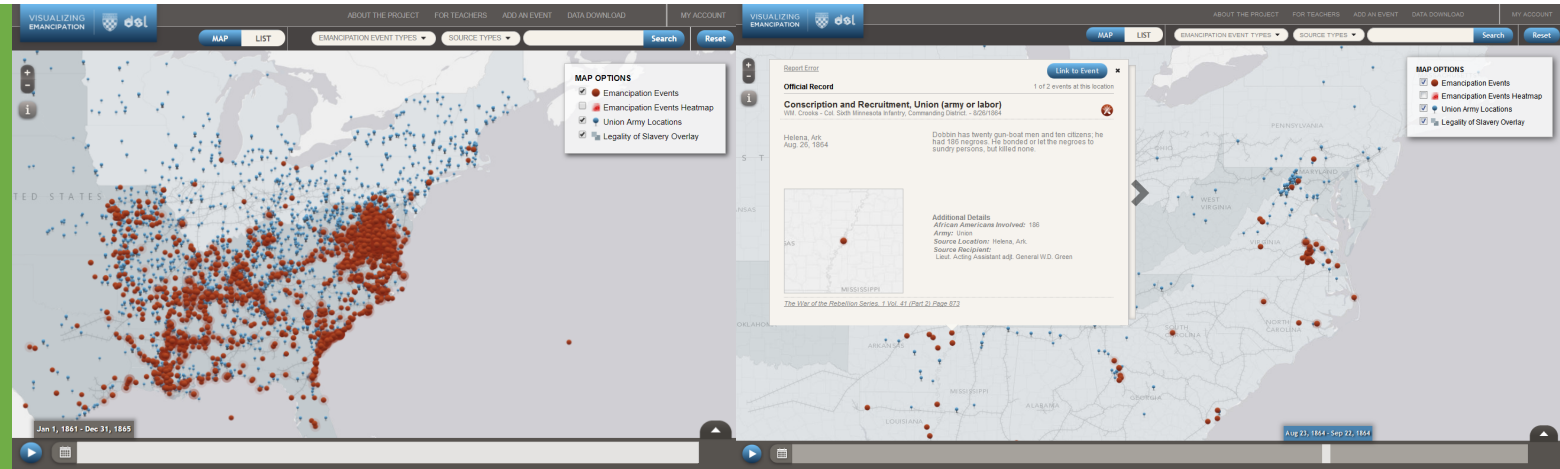 VISUALIZING
EMANCIPATION
dsl
ABOUT THE PROJECT FOR TEACHERS ADD AN EVENT DATA DOWNLOAD MY ACCOUNT
MAP LIST EMANCIPATION EVENT TYPES SOURCE TYPES Search Reset
+
-
i
MAP OPTIONS
Emancipation Events
Emancipation Events Heatmap
Union Army Locations
Legality of Slavery Overlay
TED STATES
Jan 1, 1861 - Dec 31, 1865
VISUALIZING
EMANCIPATION
dsl
ABOUT THE PROJECT FOR TEACHERS ADD AN EVENT DATA DOWNLOAD MY ACCOUNT
MAP LIST EMANCIPATION EVENT TYPES SOURCE TYPES Search Reset
+
-
i
Report Error Link to Event ×
Official Record 1 of 2 events at this location
Conscription and Recruitment, Union (army or labor)
WM. Crooks - Col. Sixth Minnesota Infantry, Commanding District. - 8/26/1864
Helena, Ark
Aug. 26, 1864
Dobbin has twenty gun-boat men and ten citizens; he
had 186 negroes. He bonded or let the negroes to
sundry persons, but killed none.
Additional Details
African Americans Involved: 186
Army: Union
Source Location: Helena, Ark.
Source Recipient:
Lieut. Acting Assistant adjt. General W.D. Green
SAS
MISSISSIPPI
The War of the Rebellion Series, 1 Vol. 41 (Part 2) Page 873
MAP OPTIONS
Emancipation Events
Emancipation Events Heatmap
Union Army Locations
Legality of Slavery Overlay
S T
PENNSYLVANIA
OHIO
MARYLAND
WEST
VIRGINIA
NSAS
VIRGINIA
OKLAHOM
NORTH
CAROLINA
SOUTH
CAROLINA
ARKANSAS
MISSISSIPPI
ALABAMA
GEORGIA
LOUISIANA
Aug 23, 1864 - Sep 22, 1864